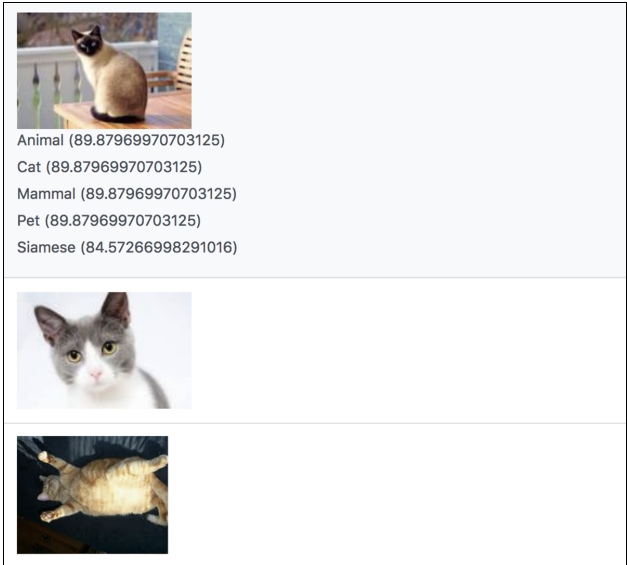 Animal (89.87969970703125)
Cat (89.87969970703125)
Mammal (89.87969970703125)
Pet (89.87969970703125)
Siamese (84.57266998291016)